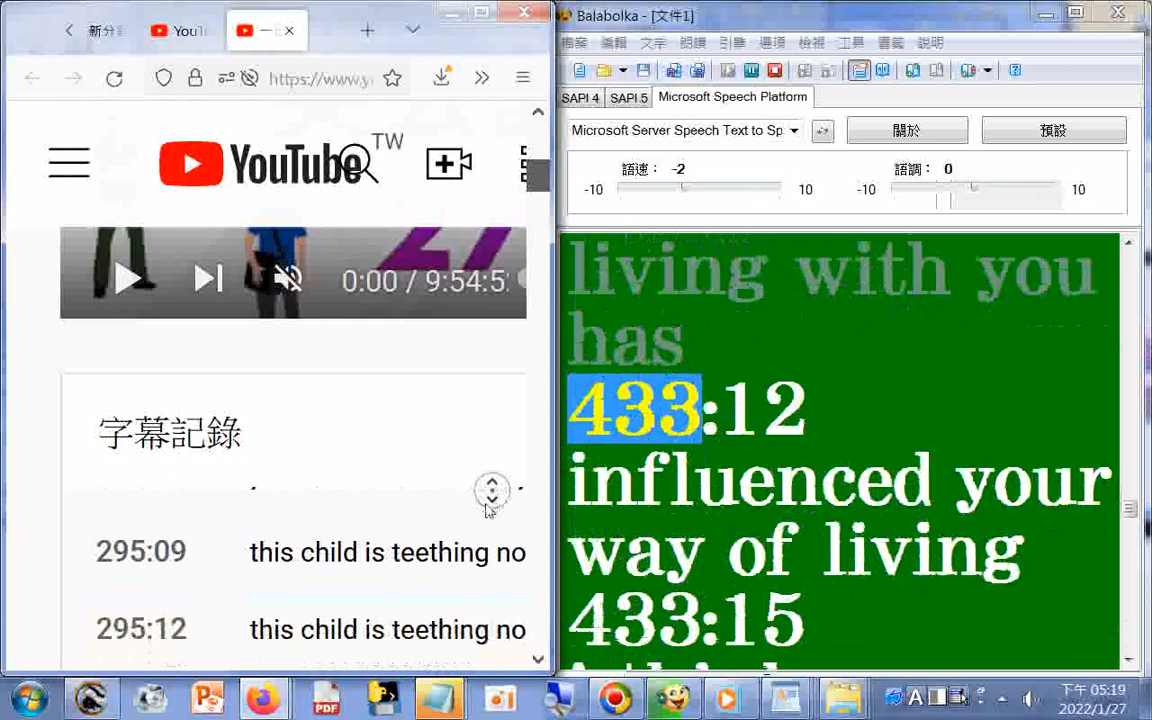 新分
YouT
一
https://www.y
TW
YouTube
27
0:00 / 9:54:5
字幕記錄
295:09 this child is teething no
295:12 this child is teething no
Balabolka - [文件1]
檔案 編輯 文字 朗讀 引擎 選項 檢視 工具 書籤 說明
SAPI 4 SAPI 5 Microsoft Speech Platform
Microsoft Server Speech Text to Sp
關於 預設
語速： -2 語調： 0
-10 10 -10 10
living with you
has
433:12
influenced your
way of living
433:15
PDF
A
下午 05:19
2022/1/27